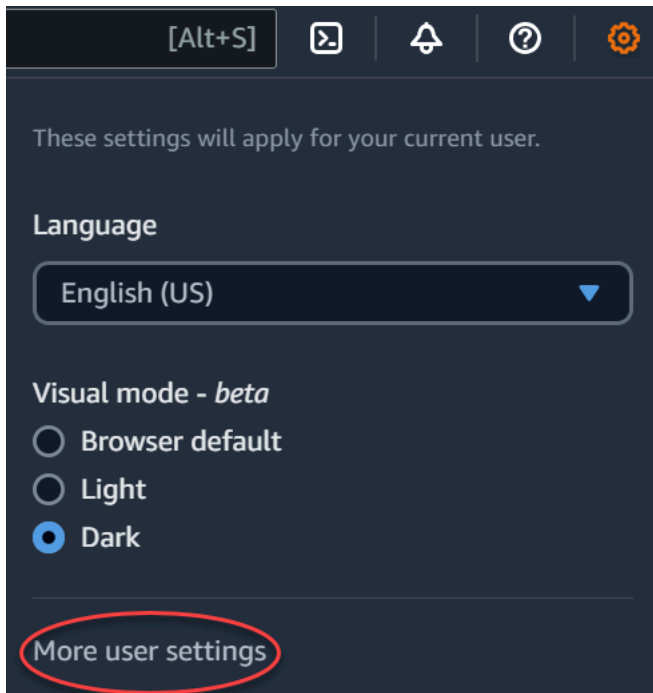 [Alt+S]
These settings will apply for your current user.
Language
English (US)
Visual mode - beta
Browser default
Light
Dark
More user settings